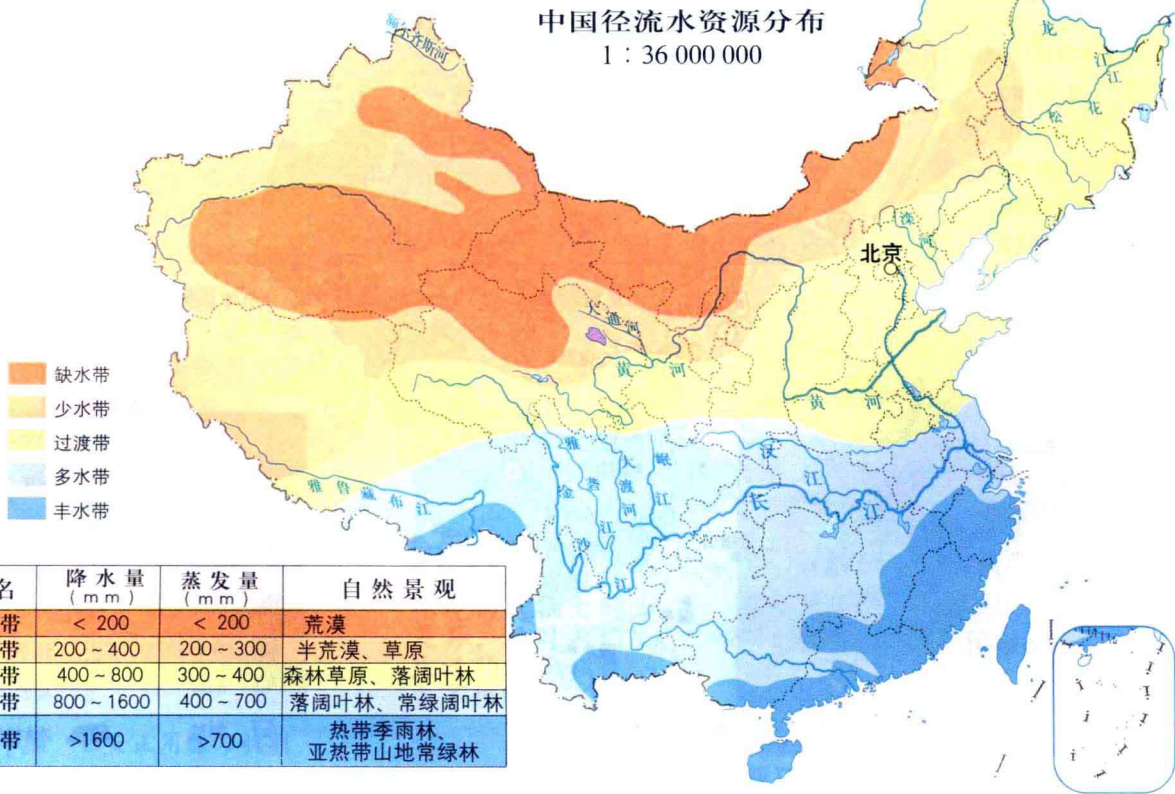 中国径流水资源分布
1：36 000 000
额尔齐斯河
龙
江
江
花
松
滦
河
北京
大通河
黄 河
黄 河
缺水带
少水带
过渡带
多水带
丰水带
雅鲁藏布江
金沙江
雅砻江
大渡河
岷江
汉江
长江
名 降水量（mm） 蒸发量（mm） 自然景观
带 ＜200 ＜200 荒漠
带 200～400 200～300 半荒漠、草原
带 400～800 300～400 森林草原、落阔叶林
带 800～1600 400～700 落阔叶林、常绿阔叶林
带 >1600 >700 热带季雨林、
亚热带山地常绿林